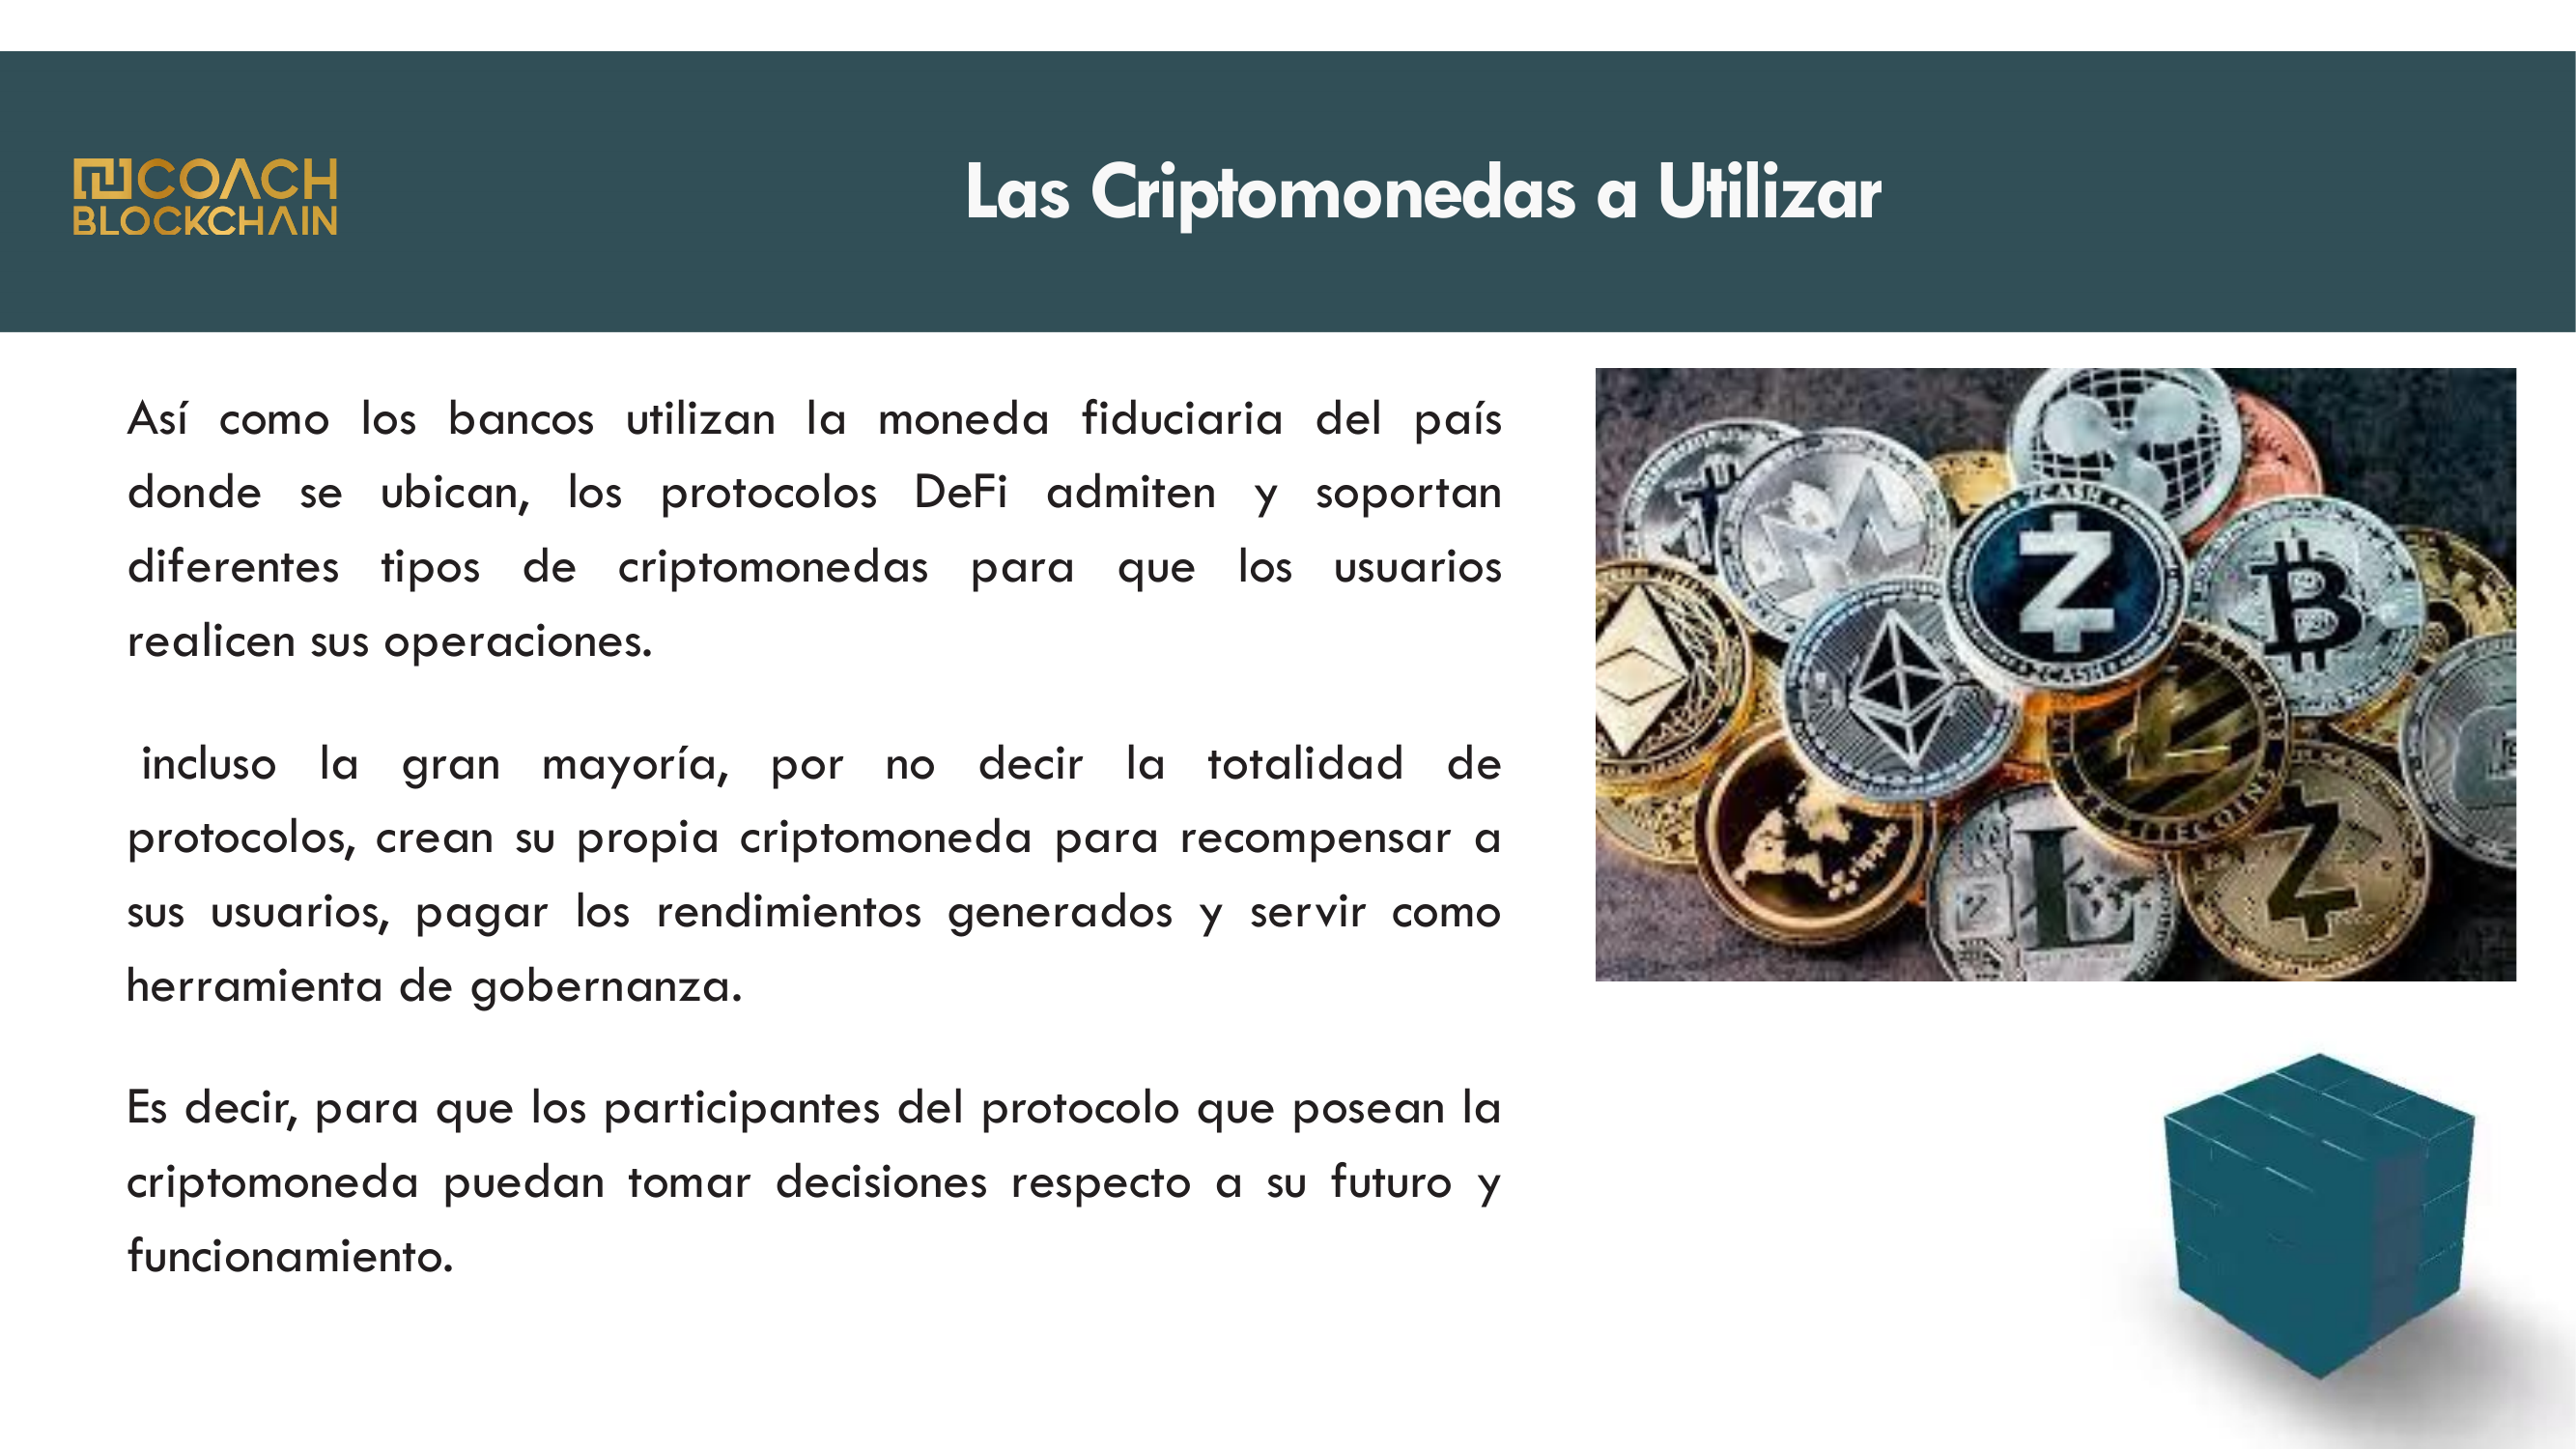 COACH
BLOCKCHAIN
Las Criptomonedas a Utilizar
Así como los bancos utilizan la moneda fiduciaria del país
donde se ubican, los protocolos DeFi admiten y soportan
diferentes tipos de criptomonedas para que los usuarios
realicen sus operaciones.
incluso la gran mayoría, por no decir la totalidad de
protocolos, crean su propia criptomoneda para recompensar a
sus usuarios, pagar los rendimientos generados y servir como
herramienta de gobernanza.
Es decir, para que los participantes del protocolo que posean la
criptomoneda puedan tomar decisiones respecto a su futuro y
funcionamiento.